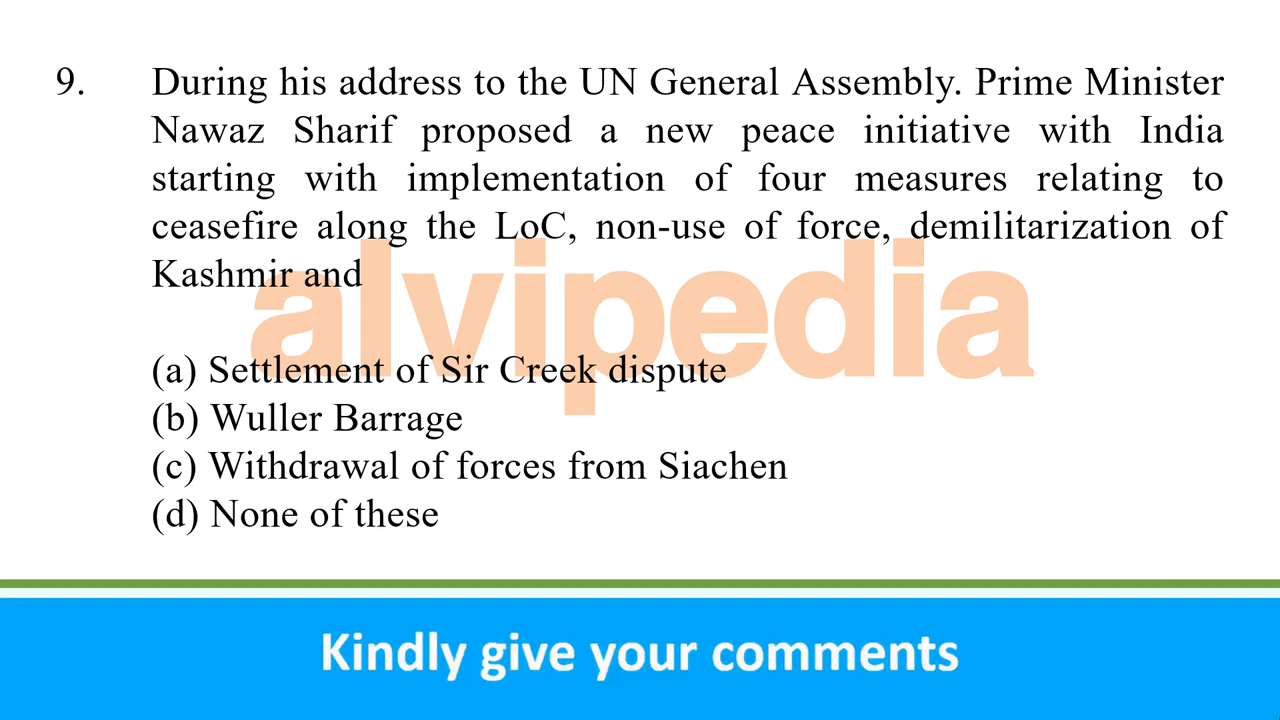 9. During his address to the UN General Assembly. Prime Minister
Nawaz Sharif proposed a new peace initiative with India
starting with implementation of four measures relating to
ceasefire along the LoC, non-use of force, demilitarization of
Kashmir and
alvipedia
(a) Settlement of Sir Creek dispute
(b) Wuller Barrage
(c) Withdrawal of forces from Siachen
(d) None of these
Kindly give your comments